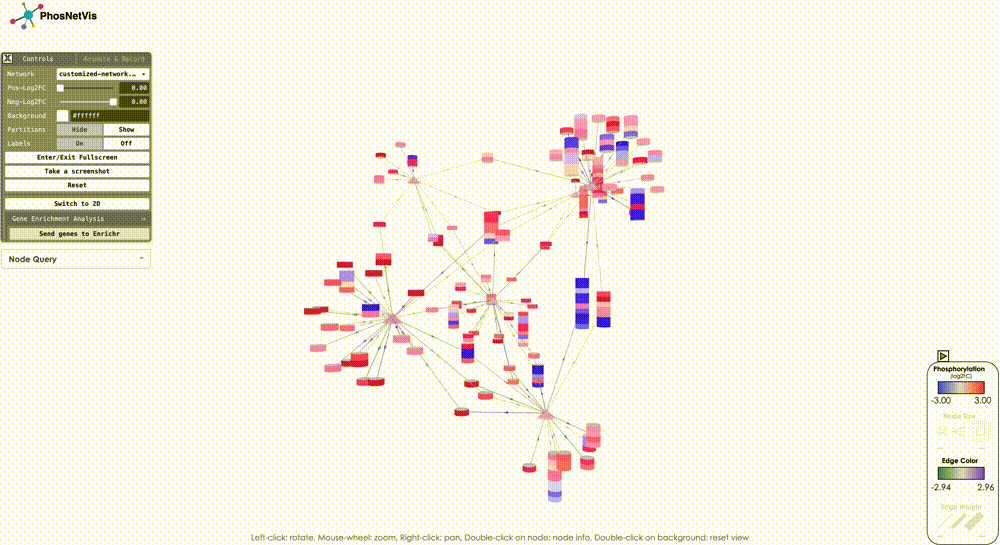 PhosNetVis
X Controls Animate & Record
Network customized-network...
Pos-Log2FC 0.00
Neg-Log2FC 0.00
Background #ffffff
Partitions Hide Show
Labels On Off
Enter/Exit Fullscreen
Take a screenshot
Reset
Switch to 2D
Gene Enrichment Analysis
Send genes to Enrichr
Node Query
Phosphorylation
(log2FC)
-3.00 3.00
Node Size
Edge Color
-2.94 2.96
Edge Weight
Left-click: rotate, Mouse-wheel: zoom, Right-click: pan, Double-click on node: node info, Double-click on background: reset view